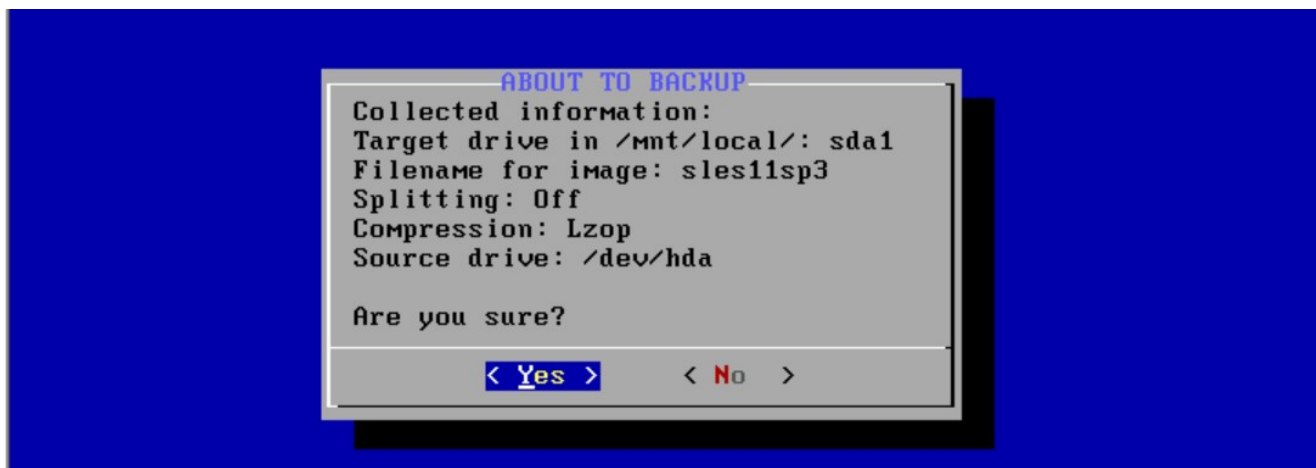 ABOUT TO BACKUP
Collected information:
Target drive in /mnt/local/: sda1
Filename for image: sles11sp3
Splitting: Off
Compression: Lzop
Source drive: /dev/hda
Are you sure?
< Yes > < No >